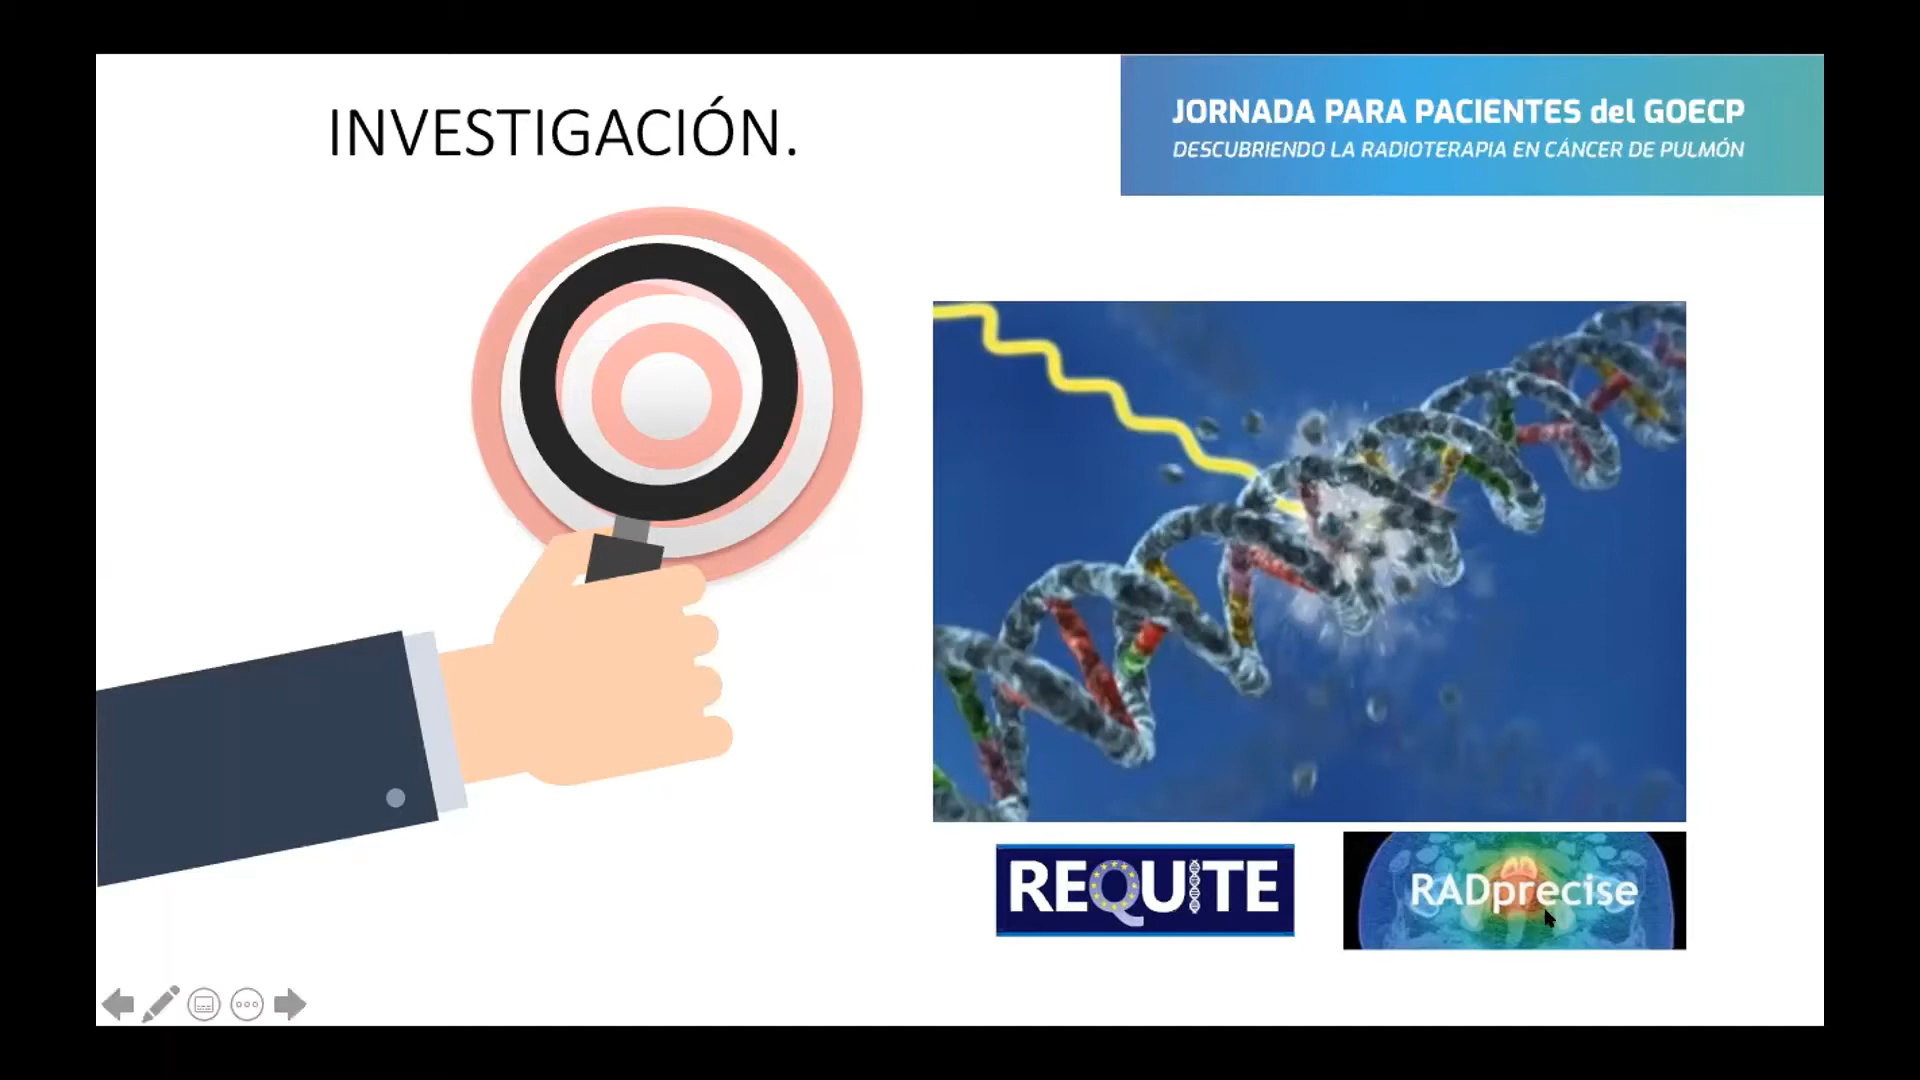 INVESTIGACIÓN.
JORNADA PARA PACIENTES del GOECP
DESCUBRIENDO LA RADIOTERAPIA EN CÁNCER DE PULMÓN
REQUITE
RADprecise